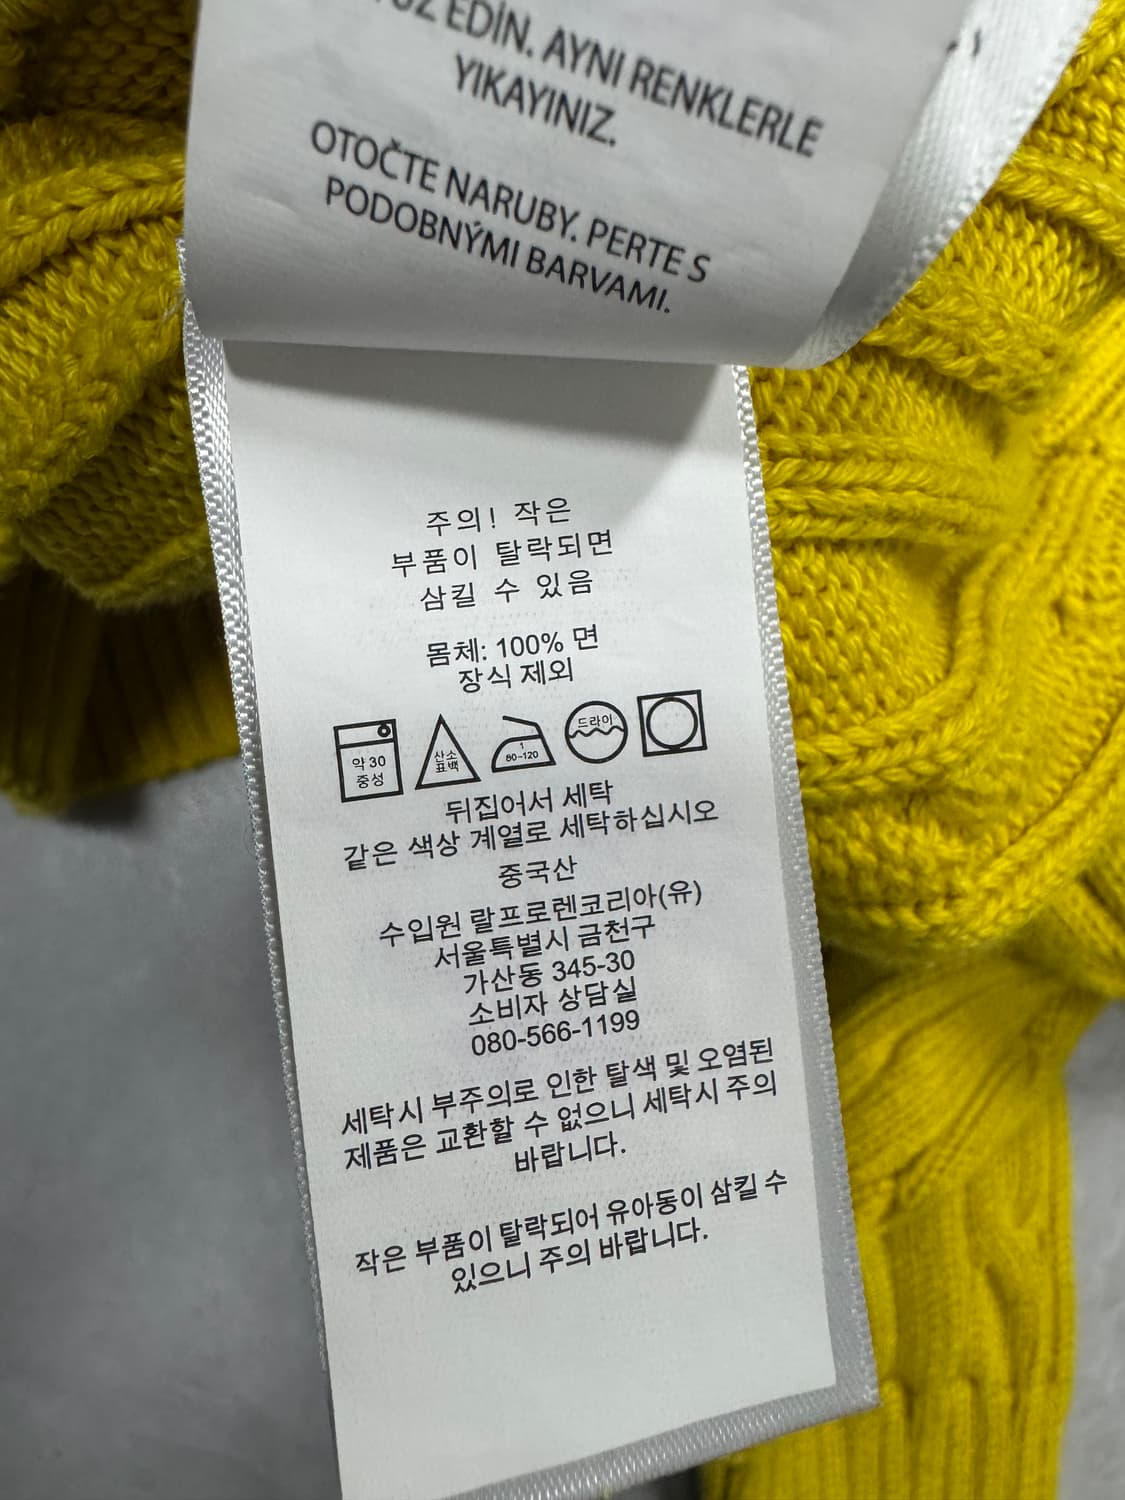 EDİN. AYNI RENKLERLE
YIKAYINIZ.
OTOČTE NARUBY. PERTE S
PODOBNÝMI BARVAMI.
주의! 작은
부품이 탈락되면
삼킬 수 있음
몸체: 100% 면
장식 제외
약 30
중성
산소
표백
1
80~120
드라이
뒤집어서 세탁
같은 색상 계열로 세탁하십시오
중국산
수입원 랄프로렌코리아(유)
서울특별시 금천구
가산동 345-30
소비자 상담실
080-566-1199
세탁시 부주의로 인한 탈색 및 오염된
제품은 교환할 수 없으니 세탁시 주의
바랍니다.
작은 부품이 탈락되어 유아동이 삼킬 수
있으니 주의 바랍니다.